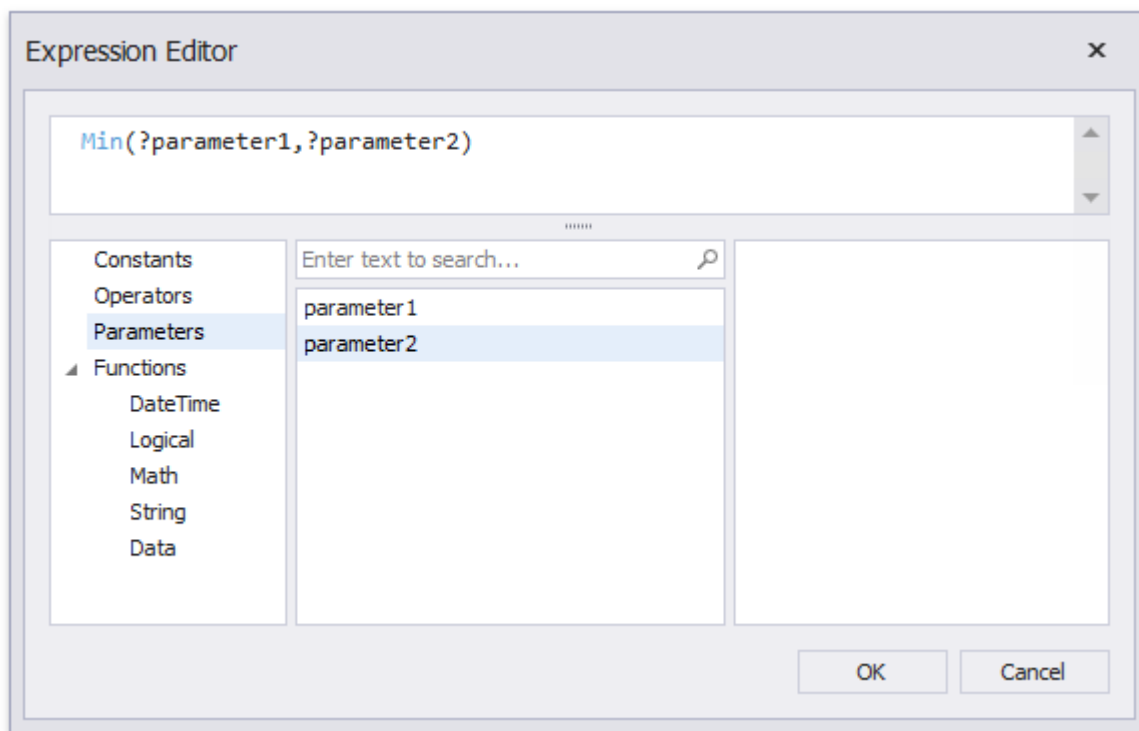 Expression Editor
Min(?parameter1,?parameter2)
Constants
Operators
Parameters
Functions
DateTime
Logical
Math
String
Data
Enter text to search...
parameter1
parameter2
OK
Cancel